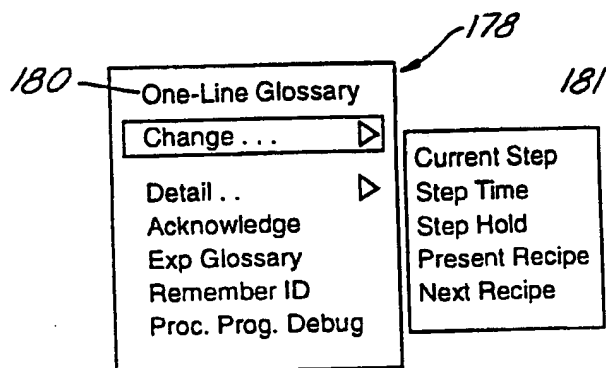 178
180
181
One-Line Glossary
Change . . .
Detail . .
Acknowledge
Exp Glossary
Remember ID
Proc. Prog. Debug
Current Step
Step Time
Step Hold
Present Recipe
Next Recipe